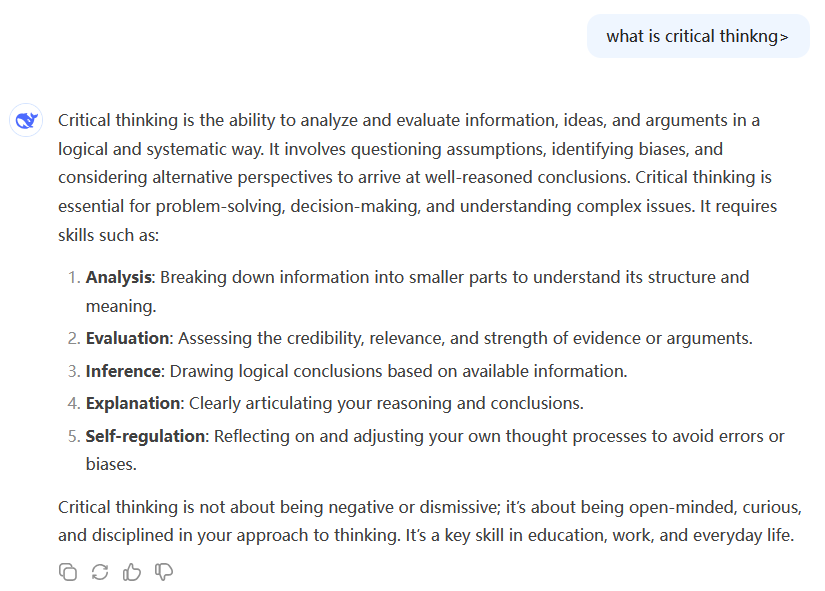 what is critical thinkng>
Critical thinking is the ability to analyze and evaluate information, ideas, and arguments in a
logical and systematic way. It involves questioning assumptions, identifying biases, and
considering alternative perspectives to arrive at well-reasoned conclusions. Critical thinking is
essential for problem-solving, decision-making, and understanding complex issues. It requires
skills such as:
1. Analysis: Breaking down information into smaller parts to understand its structure and
meaning.
2. Evaluation: Assessing the credibility, relevance, and strength of evidence or arguments.
3. Inference: Drawing logical conclusions based on available information.
4. Explanation: Clearly articulating your reasoning and conclusions.
5. Self-regulation: Reflecting on and adjusting your own thought processes to avoid errors or
biases.
Critical thinking is not about being negative or dismissive; it’s about being open-minded, curious,
and disciplined in your approach to thinking. It’s a key skill in education, work, and everyday life.